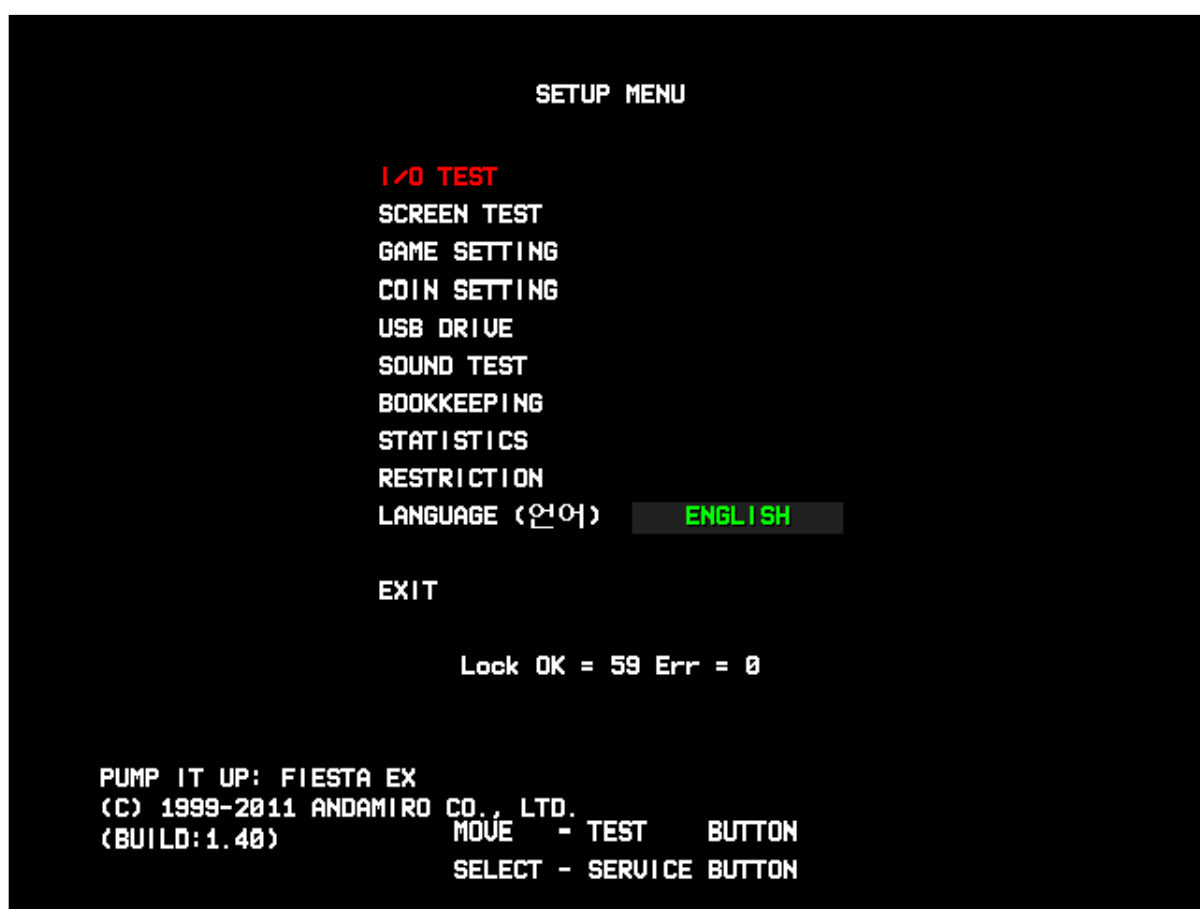 SETUP MENU
I/O TEST
SCREEN TEST
GAME SETTING
COIN SETTING
USB DRIVE
SOUND TEST
BOOKKEEPING
STATISTICS
RESTRICTION
LANGUAGE (언어) ENGLISH
EXIT
Lock OK = 59 Err = 0
PUMP IT UP: FIESTA EX
(C) 1999-2011 ANDAMIRO CO., LTD.
(BUILD:1.40)
MOVE - TEST BUTTON
SELECT - SERVICE BUTTON